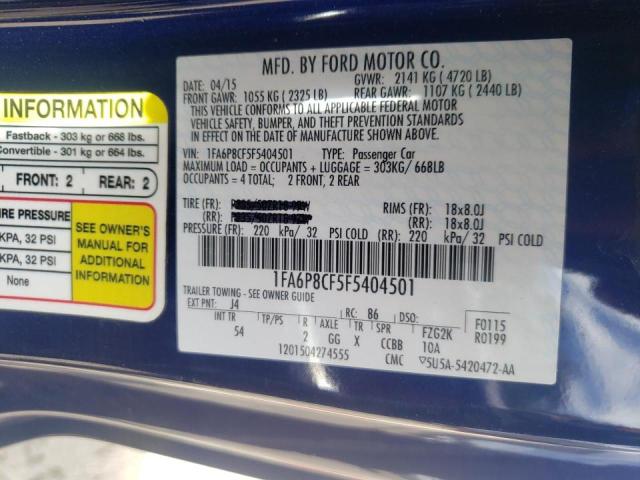 INFORMATION
Fastback - 303 kg or 668 lbs.
Convertible - 301 kg or 664 lbs.
FRONT: 2 REAR: 2
TIRE PRESSURE
KPA, 32 PSI
KPA, 32 PSI
None
SEE OWNER'S
MANUAL FOR
ADDITIONAL
INFORMATION
MFD. BY FORD MOTOR CO.
04/15 GVWR: 2141 KG (4720 LB)
FRONT GAWR: 1055 KG (2325 LB) REAR GAWR: 1107 KG (2440 LB)
THIS VEHICLE CONFORMS TO ALL APPLICABLE FEDERAL MOTOR
VEHICLE SAFETY, BUMPER, AND THEFT PREVENTION STANDARDS
IN EFFECT ON THE DATE OF MANUFACTURE SHOWN ABOVE.
VIN: 1FA6P8CF5F5404501 TYPE: Passenger Car
MAXIMUM LOAD = OCCUPANTS + LUGGAGE = 303KG/ 668LB
OCCUPANTS = 4 TOTAL; 2 FRONT, 2 REAR
TIRE (FR): RIMS (FR): 18x8.0J
(RR): (RR): 18x8.0J
PRESSURE (FR): 220 kPa/ 32 PSI COLD (RR): 220 kPa/ 32 PSI COLD
1FA6P8CF5F5404501
TRAILER TOWING - SEE OWNER GUIDE
EXT PNT: J4 RC: 86 DSO: F0115
INT TR TP/PS R AXLE TR SPR FZG2K R0199
54 2 GG X CCBB 10A
1201504274555 CMC 5U5A-5420472-AA